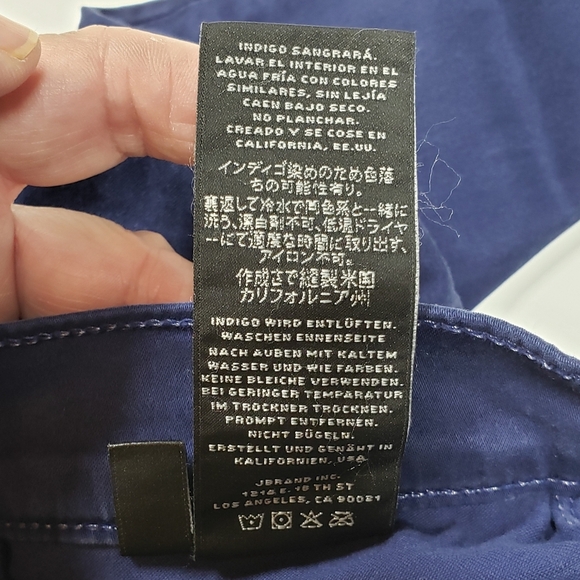 INDIGO SANGRARÁ.
LAVAR EL INTERIOR EN EL
AGUA FRÍA CON COLORES
SIMILARES, SIN LEJÍA
CAEN BAJO SECO.
NO PLANCHAR.
CREADO Y SE COSE EN
CALIFORNIA, EE.UU.
インディゴ染めのため色落
ちの可能性有り。
裏返して冷水で同色系と一緒に
洗う、漂白剤不可、低温ドライヤ
ーにて適度な時間に取り出す、
アイロン不可。
作成さで縫製米国
カリフォルニア州
INDIGO WIRD ENTLÜFTEN.
WASCHEN ENNENSEITE
NACH AUBEN MIT KALTEM
WASSER UND WIE FARBEN.
KEINE BLEICHE VERWENDEN.
BEI GERINGER TEMPARATUR
IM TROCKNER TROCKNEN.
PROMPT ENTFERNEN.
NICHT BÜGELN.
ERSTELLT UND GENÄHT IN
KALIFORNIEN, USA
JBRAND INC.
1214 E. 18 TH ST
LOS ANGELES, CA 90021